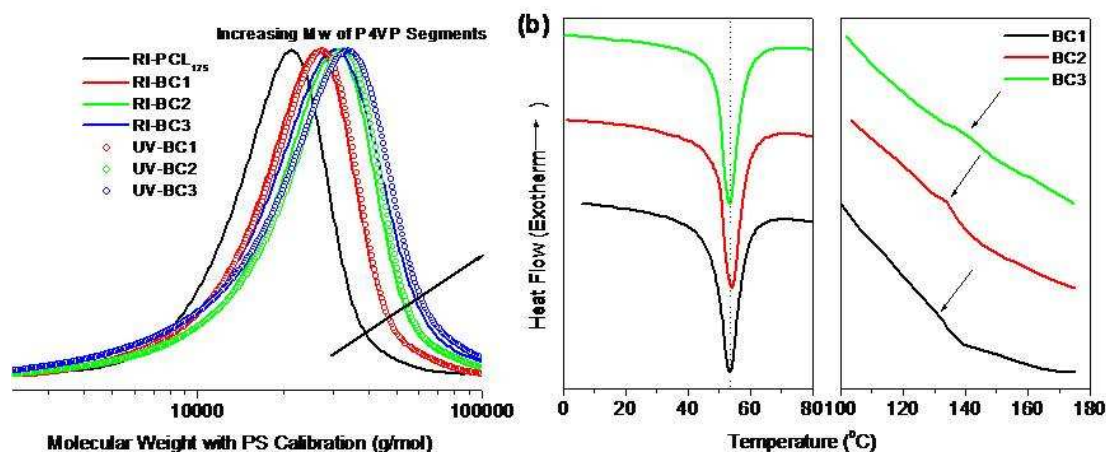 Increasing Mw of P4VP Segments
RI-PCL175
RI-BC1
RI-BC2
RI-BC3
UV-BC1
UV-BC2
UV-BC3
10000
100000
Molecular Weight with PS Calibration (g/mol)
(b)
Heat Flow (Exotherm →)
0
20
40
60
80
100
120
140
160
180
Temperature (°C)
BC1
BC2
BC3